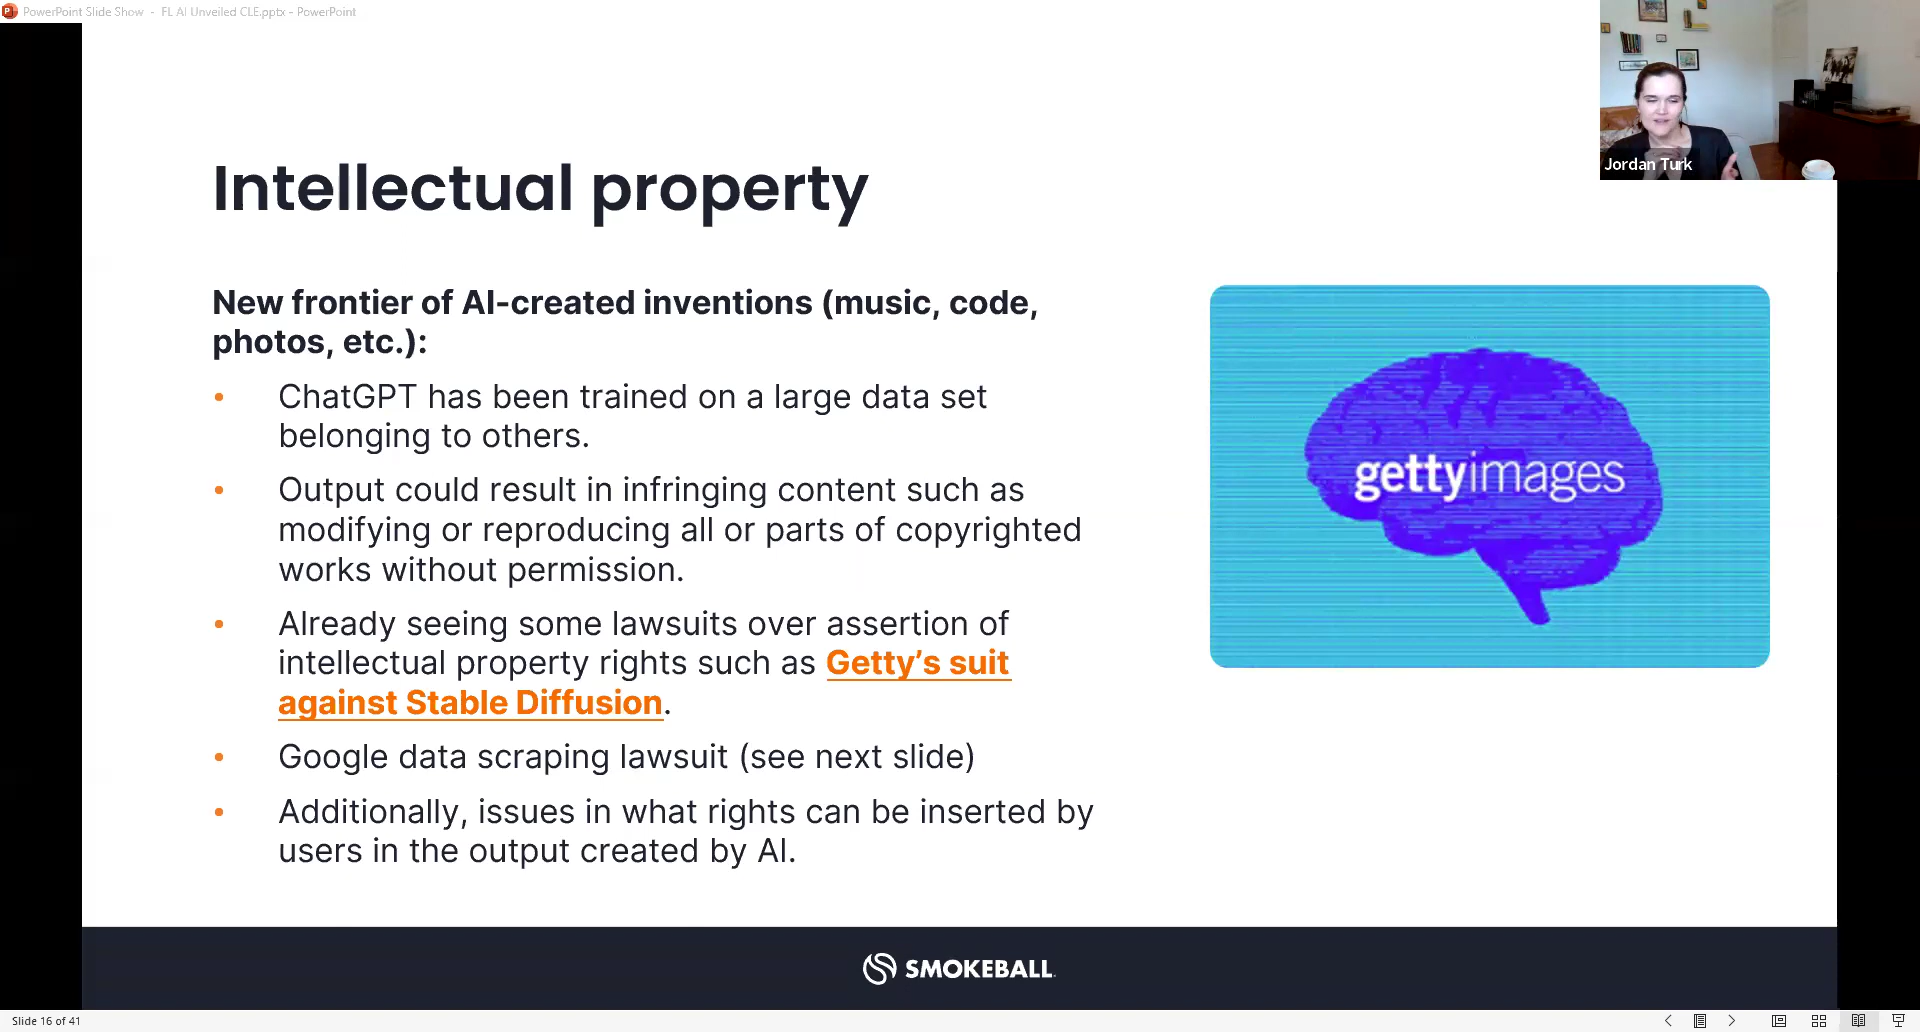 PowerPoint Slide Show - FL AI Unveiled CLE.pptx - PowerPoint
Jordan Turk
Intellectual property
New frontier of AI-created inventions (music, code,
photos, etc.):
• ChatGPT has been trained on a large data set
belonging to others.
• Output could result in infringing content such as
modifying or reproducing all or parts of copyrighted
works without permission.
• Already seeing some lawsuits over assertion of
intellectual property rights such as Getty’s suit
against Stable Diffusion.
• Google data scraping lawsuit (see next slide)
• Additionally, issues in what rights can be inserted by
users in the output created by AI.
gettyimages
SMOKEBALL
Slide 16 of 41